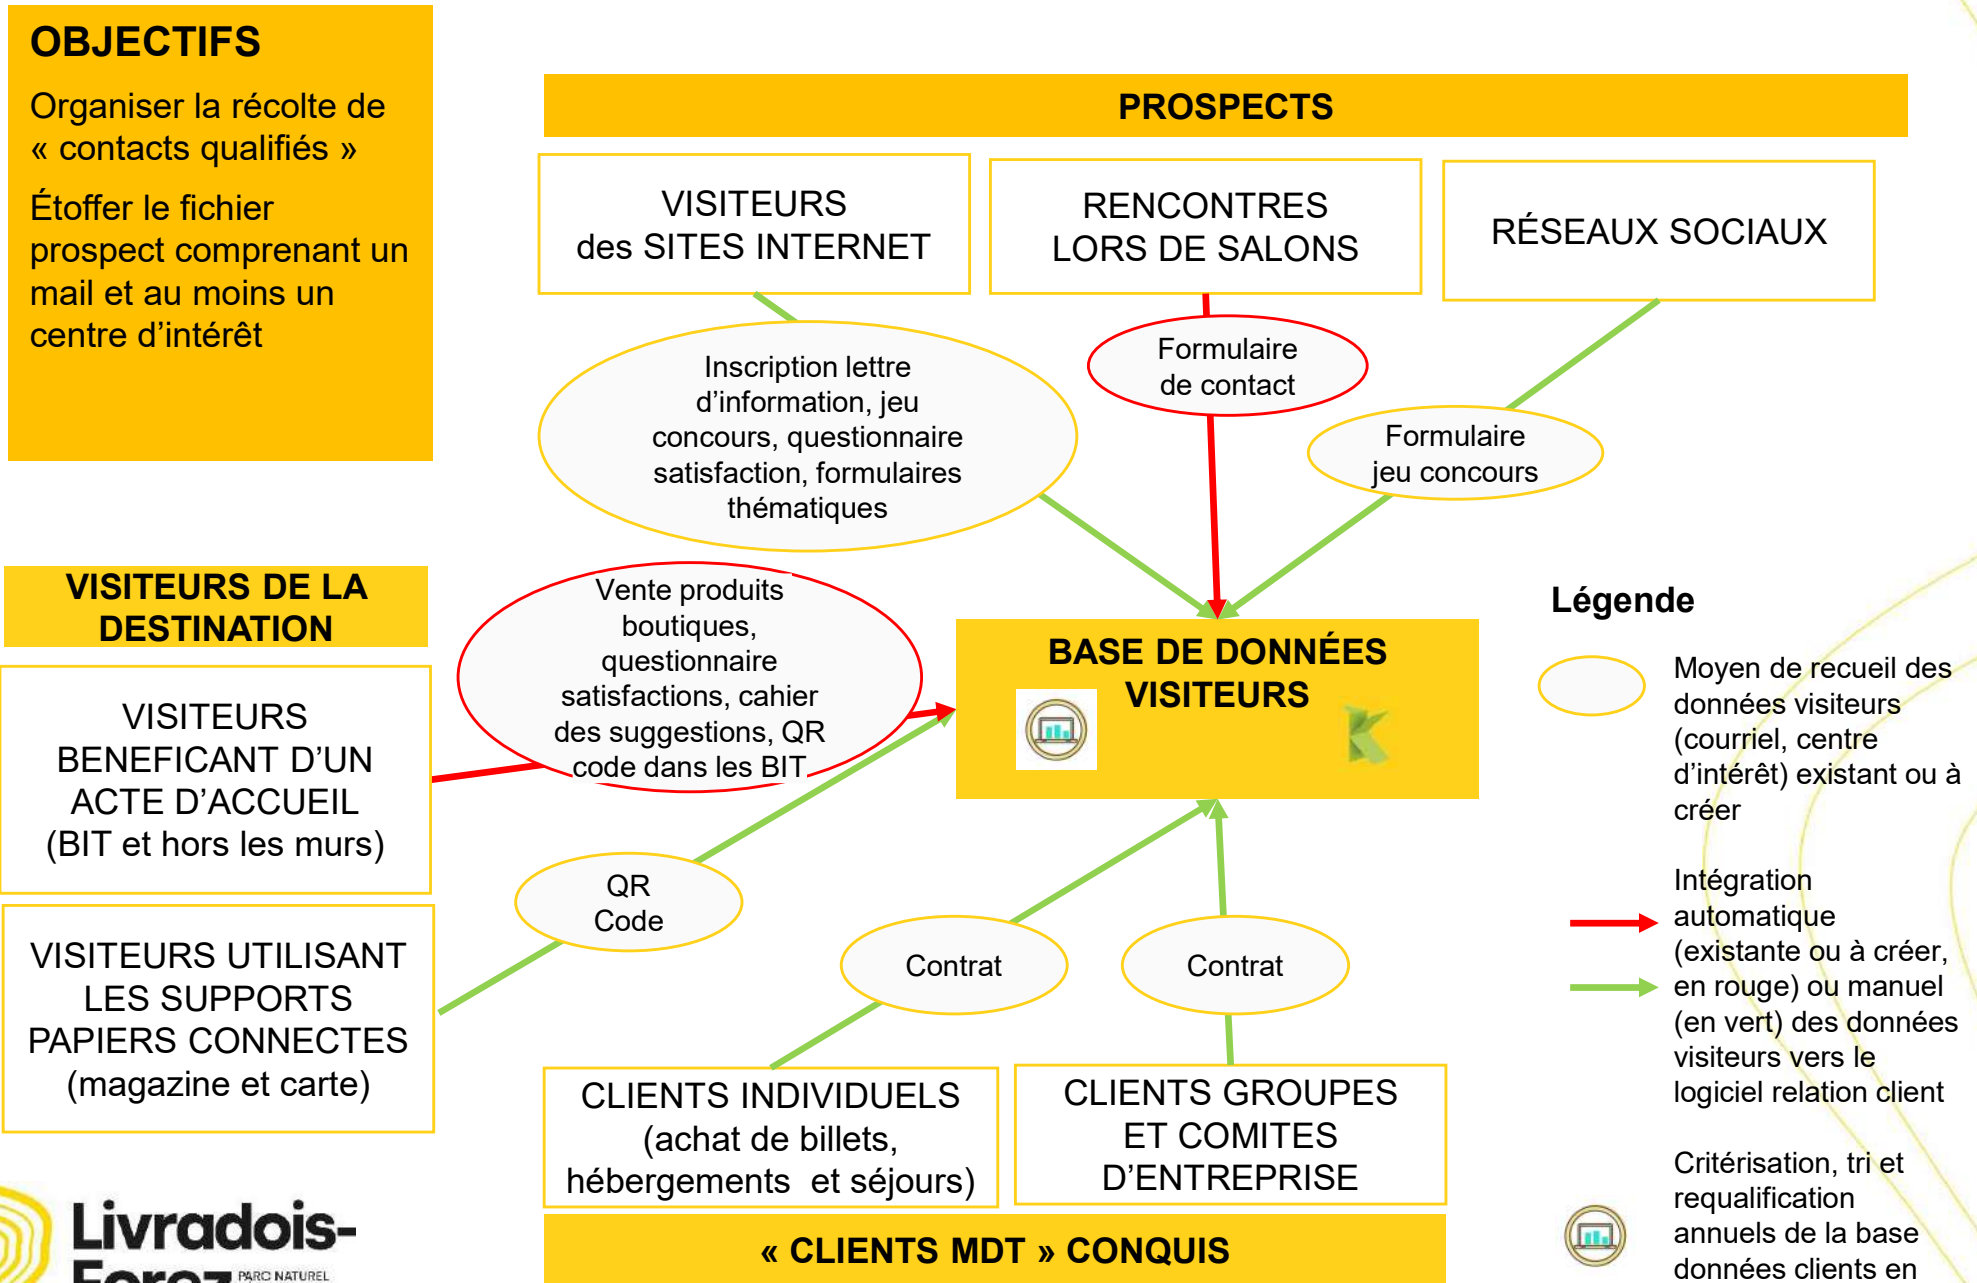 OBJECTIFS
Organiser la récolte de
« contacts qualifiés »
Étoffer le fichier
prospect comprenant un
mail et au moins un
centre d’intérêt
PROSPECTS
VISITEURS
des SITES INTERNET
RENCONTRES
LORS DE SALONS
RÉSEAUX SOCIAUX
Inscription lettre
d’information, jeu
concours, questionnaire
satisfaction, formulaires
thématiques
Formulaire
de contact
Formulaire
jeu concours
VISITEURS DE LA
DESTINATION
VISITEURS
BENEFICANT D’UN
ACTE D’ACCUEIL
(BIT et hors les murs)
Vente produits
boutiques,
questionnaire
satisfactions, cahier
des suggestions, QR
code dans les BIT
BASE DE DONNÉES
VISITEURS
VISITEURS UTILISANT
LES SUPPORTS
PAPIERS CONNECTES
(magazine et carte)
QR
Code
Contrat
Contrat
CLIENTS INDIVIDUELS
(achat de billets,
hébergements et séjours)
CLIENTS GROUPES
ET COMITES
D’ENTREPRISE
« CLIENTS MDT » CONQUIS
Légende
Moyen de recueil des
données visiteurs
(courriel, centre
d’intérêt) existant ou à
créer
Intégration
automatique
(existante ou à créer,
en rouge) ou manuel
(en vert) des données
visiteurs vers le
logiciel relation client
Critérisation, tri et
requalification
annuels de la base
données clients en
Livradois-
Forez
PARC NATUREL